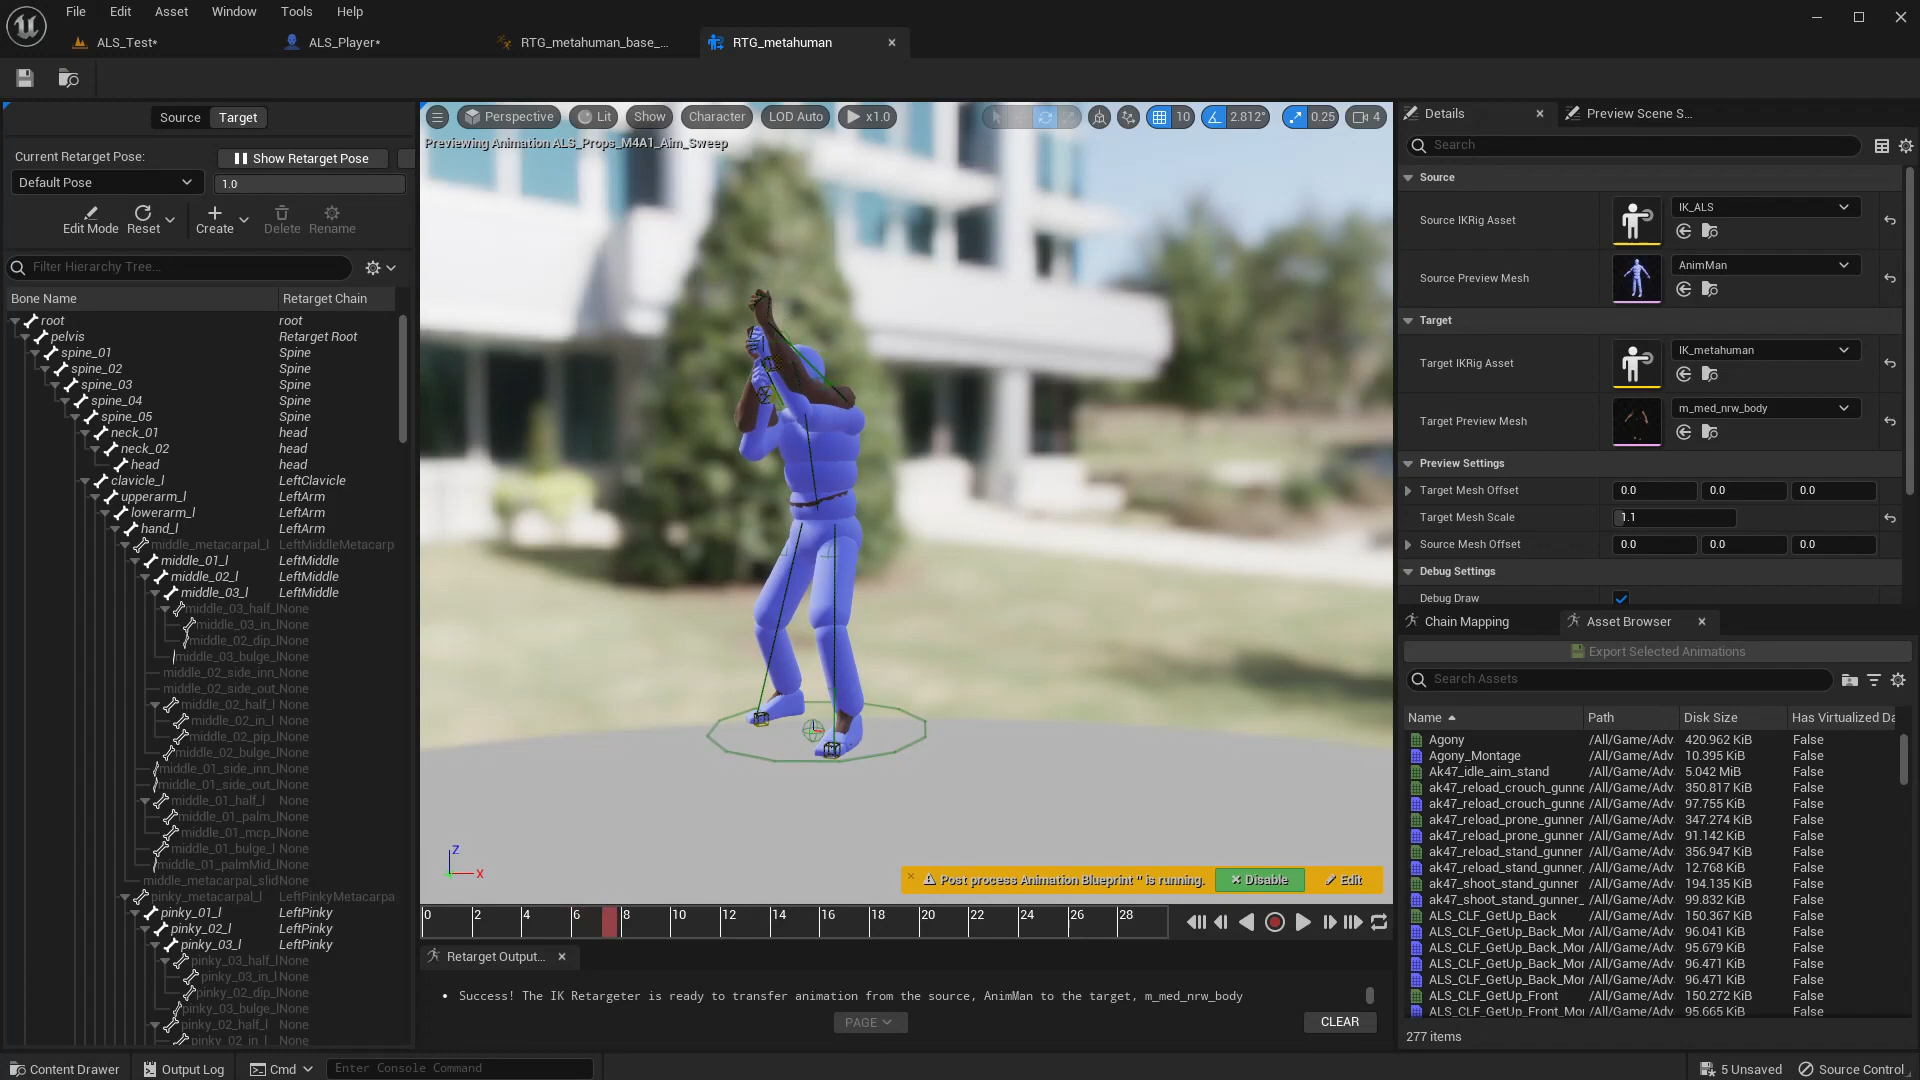 File Edit Asset Window Tools Help
ALS_Test* ALS_Player* RTG_metahuman_base_... RTG_metahuman
Source Target
Current Retarget Pose: Show Retarget Pose
Default Pose 1.0
Edit Mode Reset Create Delete Rename
Filter Hierarchy Tree...
Bone Name Retarget Chain
root root
pelvis Retarget Root
spine_01 Spine
spine_02 Spine
spine_03 Spine
spine_04 Spine
spine_05 Spine
neck_01 head
neck_02 head
head head
clavicle_l LeftClavicle
upperarm_l LeftArm
lowerarm_l LeftArm
hand_l LeftArm
middle_metacarpal_l LeftMiddleMetacarp
middle_01_l LeftMiddle
middle_02_l LeftMiddle
middle_03_l LeftMiddle
middle_03_half_l None
middle_03_in_l None
middle_02_dip_l None
middle_03_bulge_l None
middle_02_side_inn None
middle_02_side_out None
middle_02_half_l None
middle_02_in_l None
middle_02_pip_l None
middle_02_bulge_l None
middle_01_side_inn_l None
middle_01_side_out_l None
middle_01_half_l None
middle_01_palm_l None
middle_01_mcp_l None
middle_01_bulge_l None
middle_01_palmMid_l None
middle_metacarpal_slid None
pinky_metacarpal_l LeftPinkyMetacarpa
pinky_01_l LeftPinky
pinky_02_l LeftPinky
pinky_03_l LeftPinky
pinky_03_half_l None
pinky_03_in_l None
pinky_02_dip_l None
pinky_03_bulge_l None
pinky_02_half_l None
pinky_02_in_l None
Perspective Lit Show Character LOD Auto x1.0 10 2.812° 0.25 4
Previewing Animation ALS_Props_M4A1_Aim_Sweep
Z
X
Post process Animation Blueprint '' is running. Disable Edit
0 2 4 6 8 10 12 14 16 18 20 22 24 26 28
Retarget Output...
• Success! The IK Retargeter is ready to transfer animation from the source, AnimMan to the target, m_med_nrw_body
PAGE CLEAR
Details Preview Scene S...
Search
Source
Source IKRig Asset IK_ALS
Source Preview Mesh AnimMan
Target
Target IKRig Asset IK_metahuman
Target Preview Mesh m_med_nrw_body
Preview Settings
Target Mesh Offset 0.0 0.0 0.0
Target Mesh Scale 1.1
Source Mesh Offset 0.0 0.0 0.0
Debug Settings
Debug Draw
Chain Mapping Asset Browser
Export Selected Animations
Search Assets
Name Path Disk Size Has Virtualized Da
Agony /All/Game/Adv 420.962 KiB False
Agony_Montage /All/Game/Adv 10.395 KiB False
Ak47_idle_aim_stand /All/Game/Adv 5.042 MiB False
ak47_reload_crouch_gunne /All/Game/Adv 350.817 KiB False
ak47_reload_crouch_gunne /All/Game/Adv 97.755 KiB False
ak47_reload_prone_gunner /All/Game/Adv 347.274 KiB False
ak47_reload_prone_gunner /All/Game/Adv 91.142 KiB False
ak47_reload_stand_gunner /All/Game/Adv 356.947 KiB False
ak47_reload_stand_gunner /All/Game/Adv 12.768 KiB False
ak47_shoot_stand_gunner /All/Game/Adv 194.135 KiB False
ak47_shoot_stand_gunner_ /All/Game/Adv 99.832 KiB False
ALS_CLF_GetUp_Back /All/Game/Adv 150.367 KiB False
ALS_CLF_GetUp_Back_Mor /All/Game/Adv 96.041 KiB False
ALS_CLF_GetUp_Back_Mor /All/Game/Adv 95.679 KiB False
ALS_CLF_GetUp_Back_Mor /All/Game/Adv 96.471 KiB False
ALS_CLF_GetUp_Back_Mor /All/Game/Adv 96.471 KiB False
ALS_CLF_GetUp_Front /All/Game/Adv 150.272 KiB False
ALS_CLF_GetUp_Front_Mor /All/Game/Adv 95.665 KiB False
277 items
Content Drawer Output Log Cmd Enter Console Command 5 Unsaved Source Control